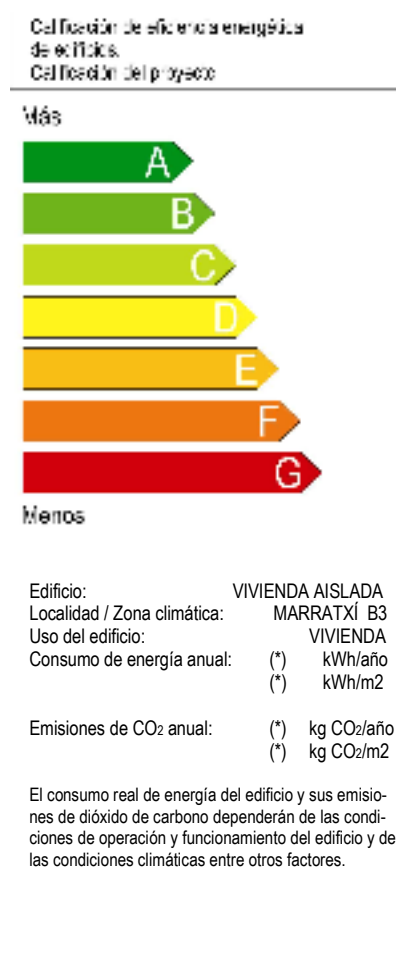 Calificación de eficiencia energética
de edificios.
Calificación del proyecto
Más
A
B
C
D
E
F
G
Menos
Edificio: VIVIENDA AISLADA
Localidad / Zona climática: MARRATXÍ B3
Uso del edificio: VIVIENDA
Consumo de energía anual: (*) kWh/año
(*) kWh/m2
Emisiones de CO2 anual: (*) kg CO2/año
(*) kg CO2/m2
El consumo real de energía del edificio y sus emisio-
nes de dióxido de carbono dependerán de las condi-
ciones de operación y funcionamiento del edificio y de
las condiciones climáticas entre otros factores.